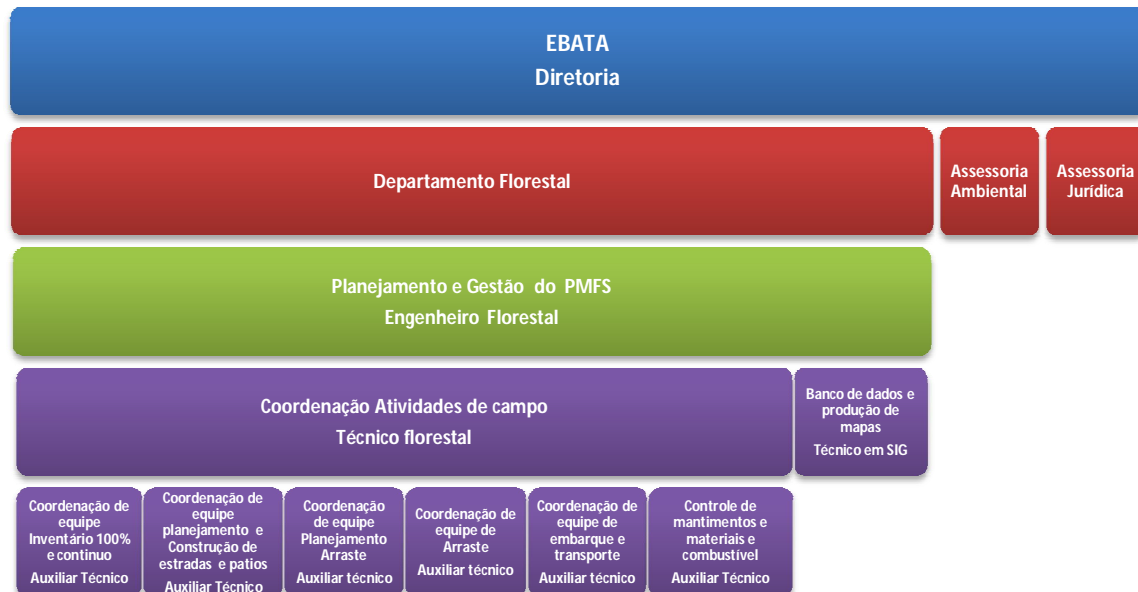 EBATA
Diretoria
Departamento Florestal
Assessoria
Ambiental
Assessoria
Jurídica
Planejamento e Gestão do PMFS
Engenheiro Florestal
Coordenação Atividades de campo
Técnico florestal
Banco de dados e
produção de
mapas
Técnico em SIG
Coordenação de
equipe
Inventário 100%
e continuo
Auxiliar Técnico
Coordenação de
equipe
planejamento e
Construção de
estradas e patios
Auxiliar Técnico
Coordenação
de equipe
Planejamento
Arraste
Auxiliar técnico
Coordenação de
equipe de
Arraste
Auxiliar técnico
Coordenação de
equipe de
embarque e
transporte
Auxiliar técnico
Controle de
mantimentos e
materiais e
combustível
Auxiliar Técnico